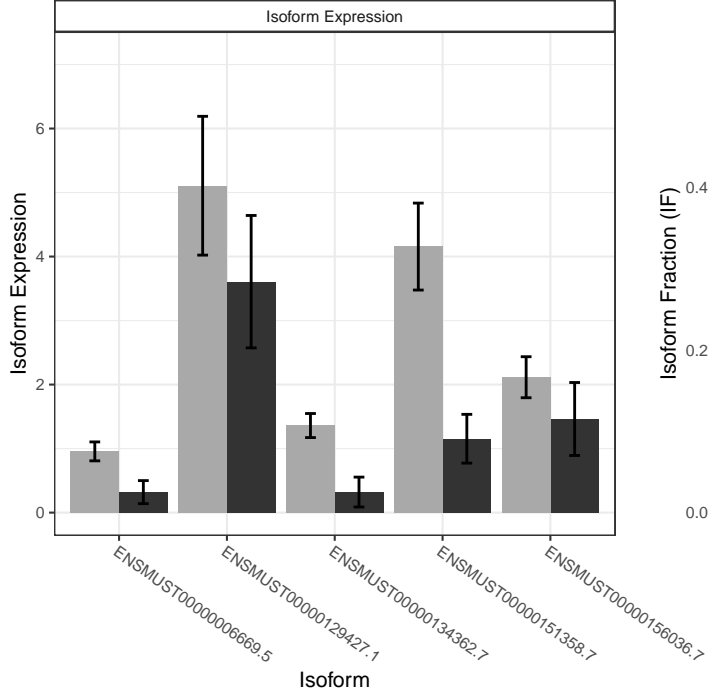 Isoform Expression
Isoform Expression
6
4
2
0
ENSMUST00000006669.5
ENSMUST00000129427.1
ENSMUST00000134362.7
ENSMUST00000151358.7
ENSMUST00000156036.7
Isoform
Isoform Fraction (IF)
0.4
0.2
0.0